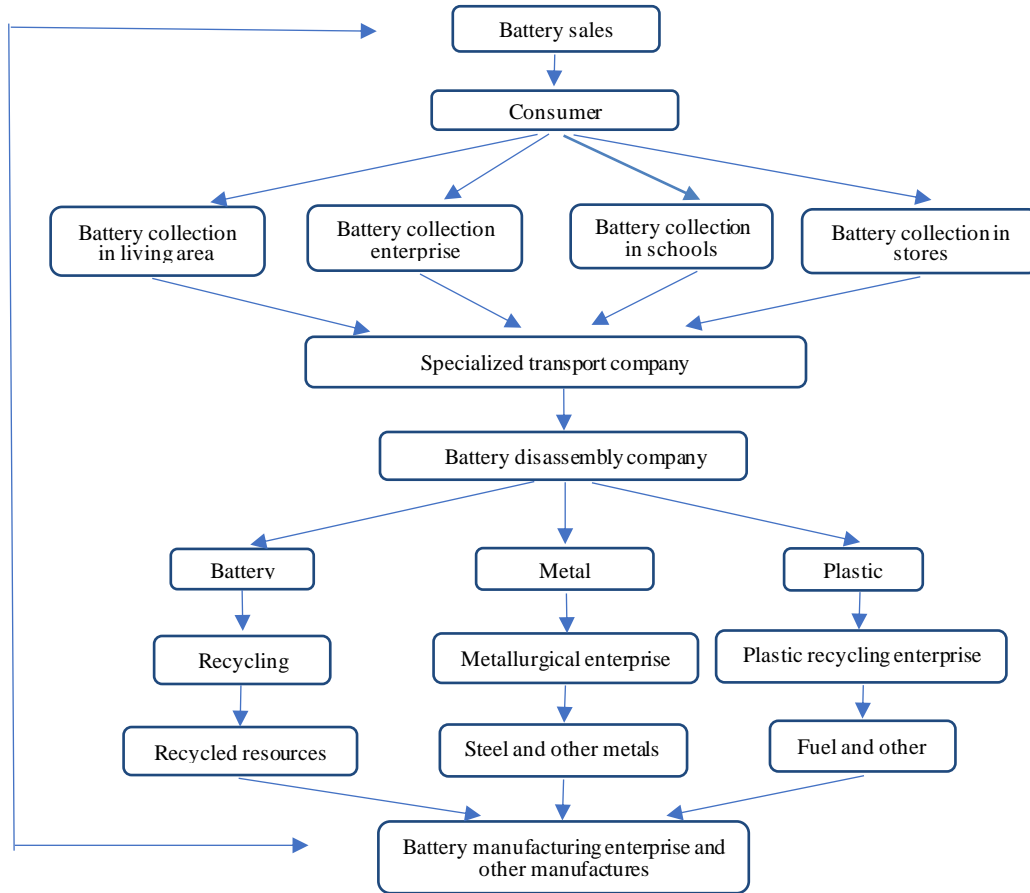 Battery sales
Consumer
Battery collection
in living area
Battery collection
enterprise
Battery collection
in schools
Battery collection in
stores
Specialized transport company
Battery disassembly company
Battery
Metal
Plastic
Recycling
Metallurgical enterprise
Plastic recycling enterprise
Recycled resources
Steel and other metals
Fuel and other
Battery manufacturing enterprise and
other manufactures